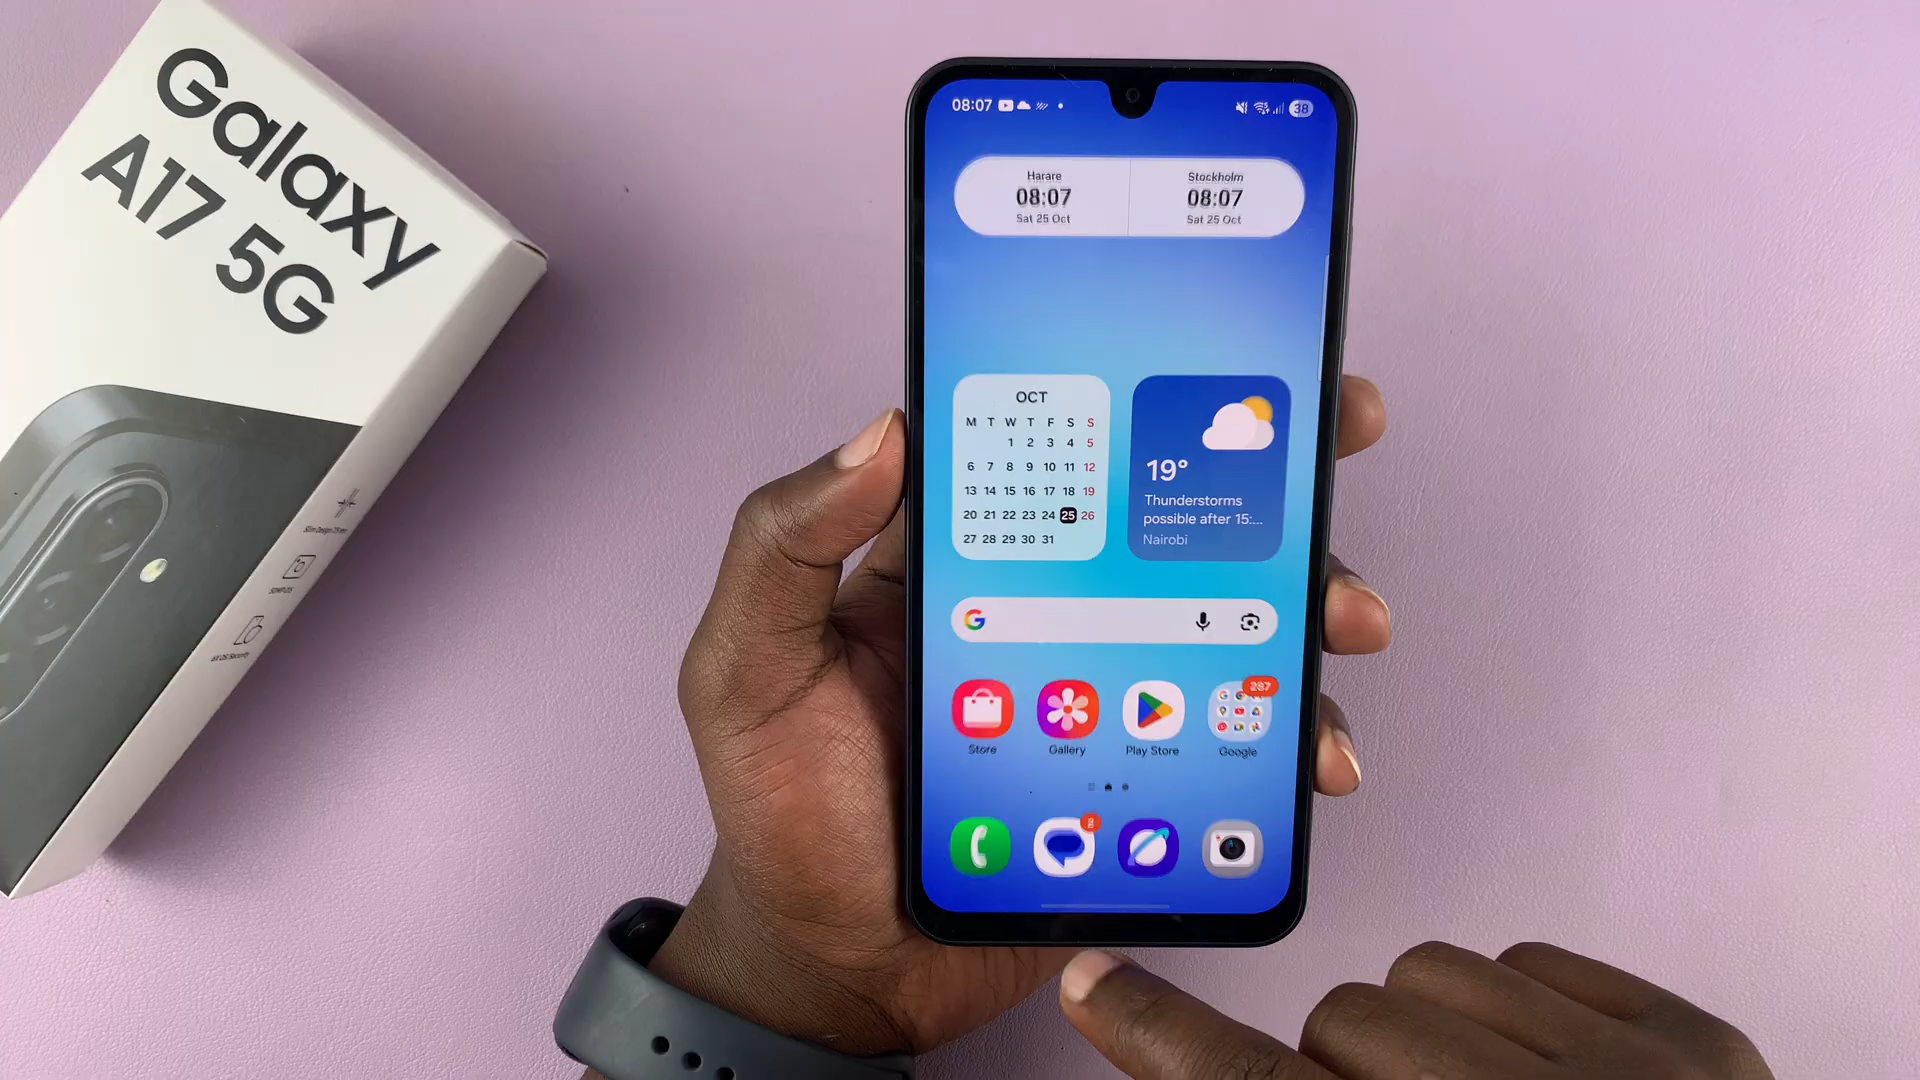 Galaxy
A17 5G
08:07
38
Harare
08:07
Sat 25 Oct
Stockholm
08:07
Sat 25 Oct
OCT
M T W T F S S
1 2 3 4 5
6 7 8 9 10 11 12
13 14 15 16 17 18 19
20 21 22 23 24 25 26
27 28 29 30 31
19°
Thunderstorms
possible after 15:...
Nairobi
287
Store
Gallery
Play Store
Google